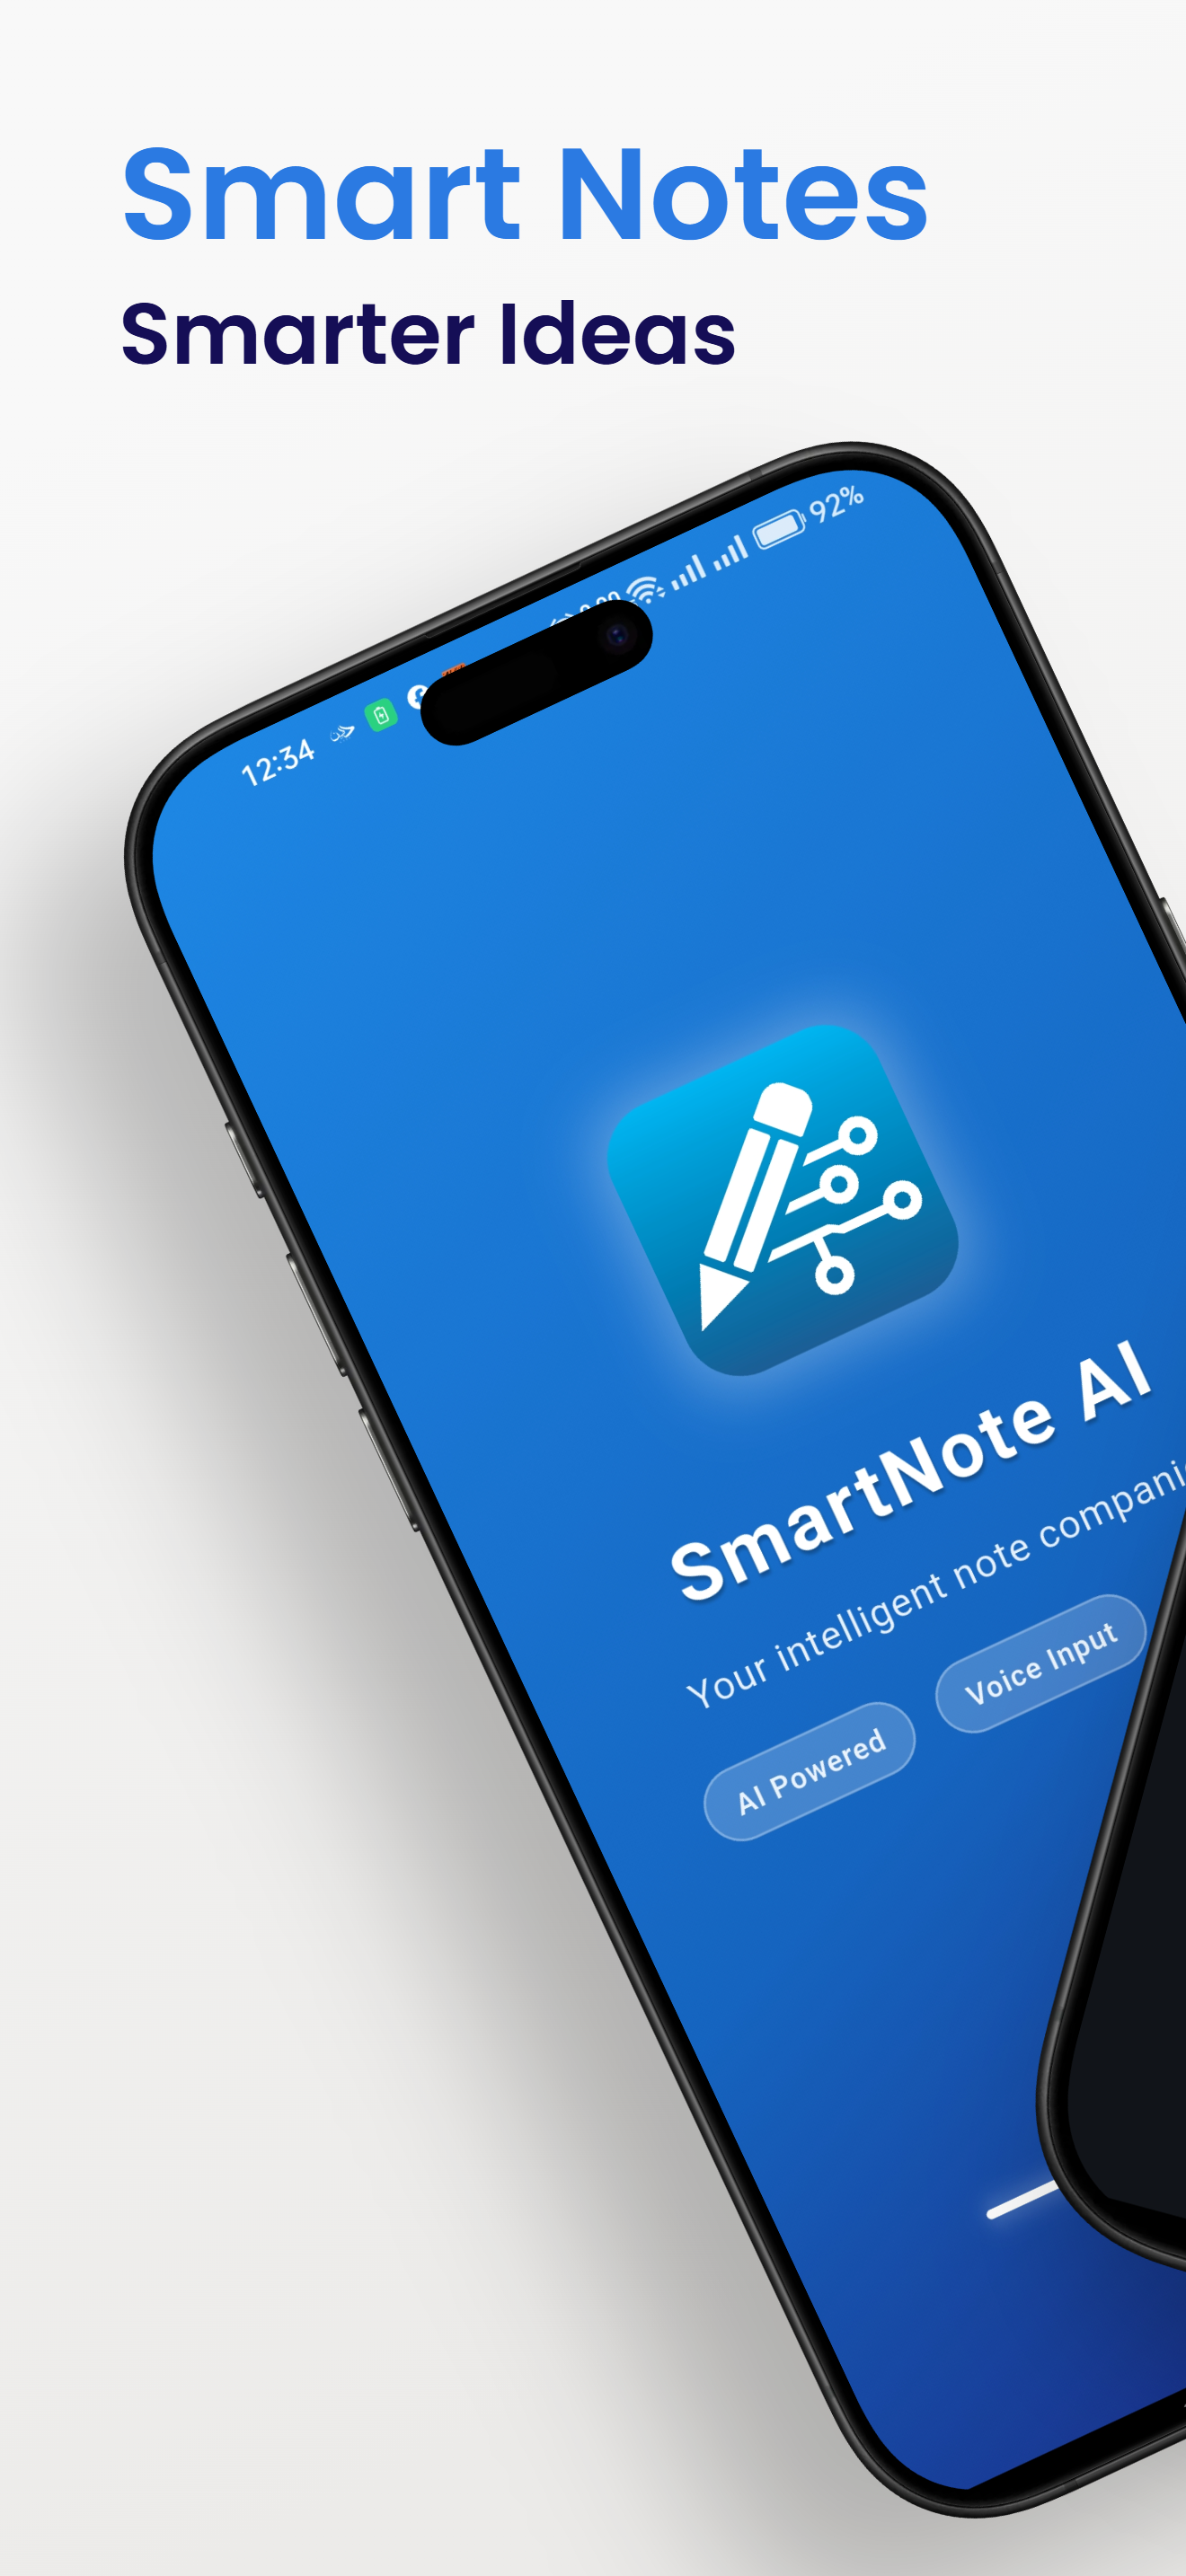 Smart Notes
Smarter Ideas
12:34
92%
SmartNote AI
Your intelligent note
AI Powered
Voice Input